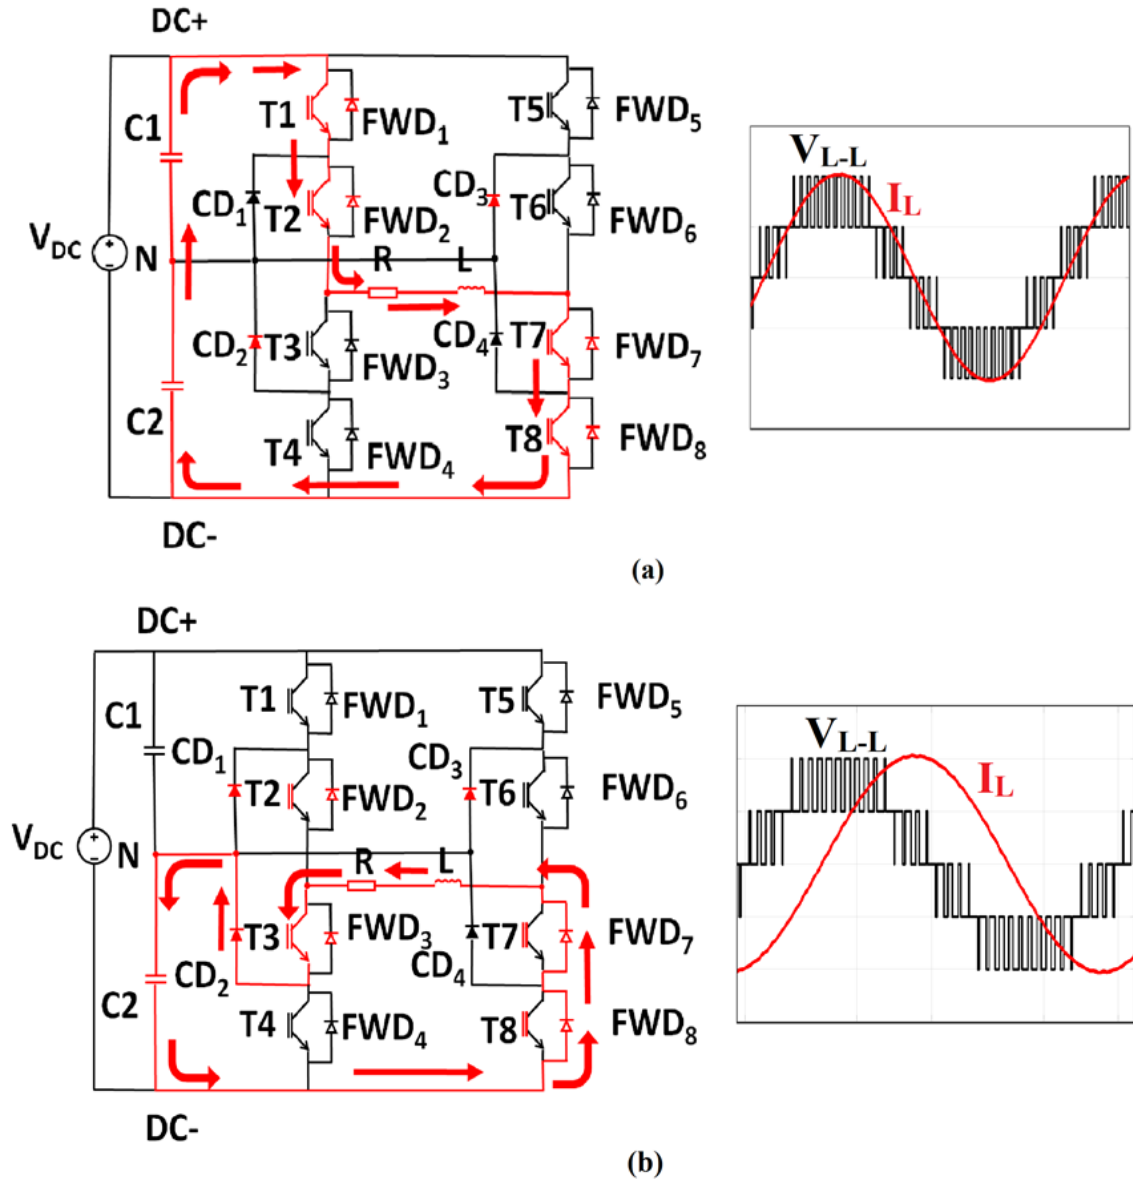 DC+
T1
FWD1
T5
FWD5
C1
VL-L
CD1
T2
CD3
T6
IL
FWD2
FWD6
VDC
N
R
L
CD2
T3
CD4
T7
FWD3
FWD7
C2
T4
FWD4
T8
FWD8
DC-
(a)
DC+
T1
FWD1
T5
FWD5
C1
VL-L
CD1
T2
CD3
T6
FWD2
FWD6
IL
VDC
N
R
L
T3
FWD3
T7
FWD7
CD2
CD4
C2
T4
FWD4
T8
FWD8
DC-
(b)